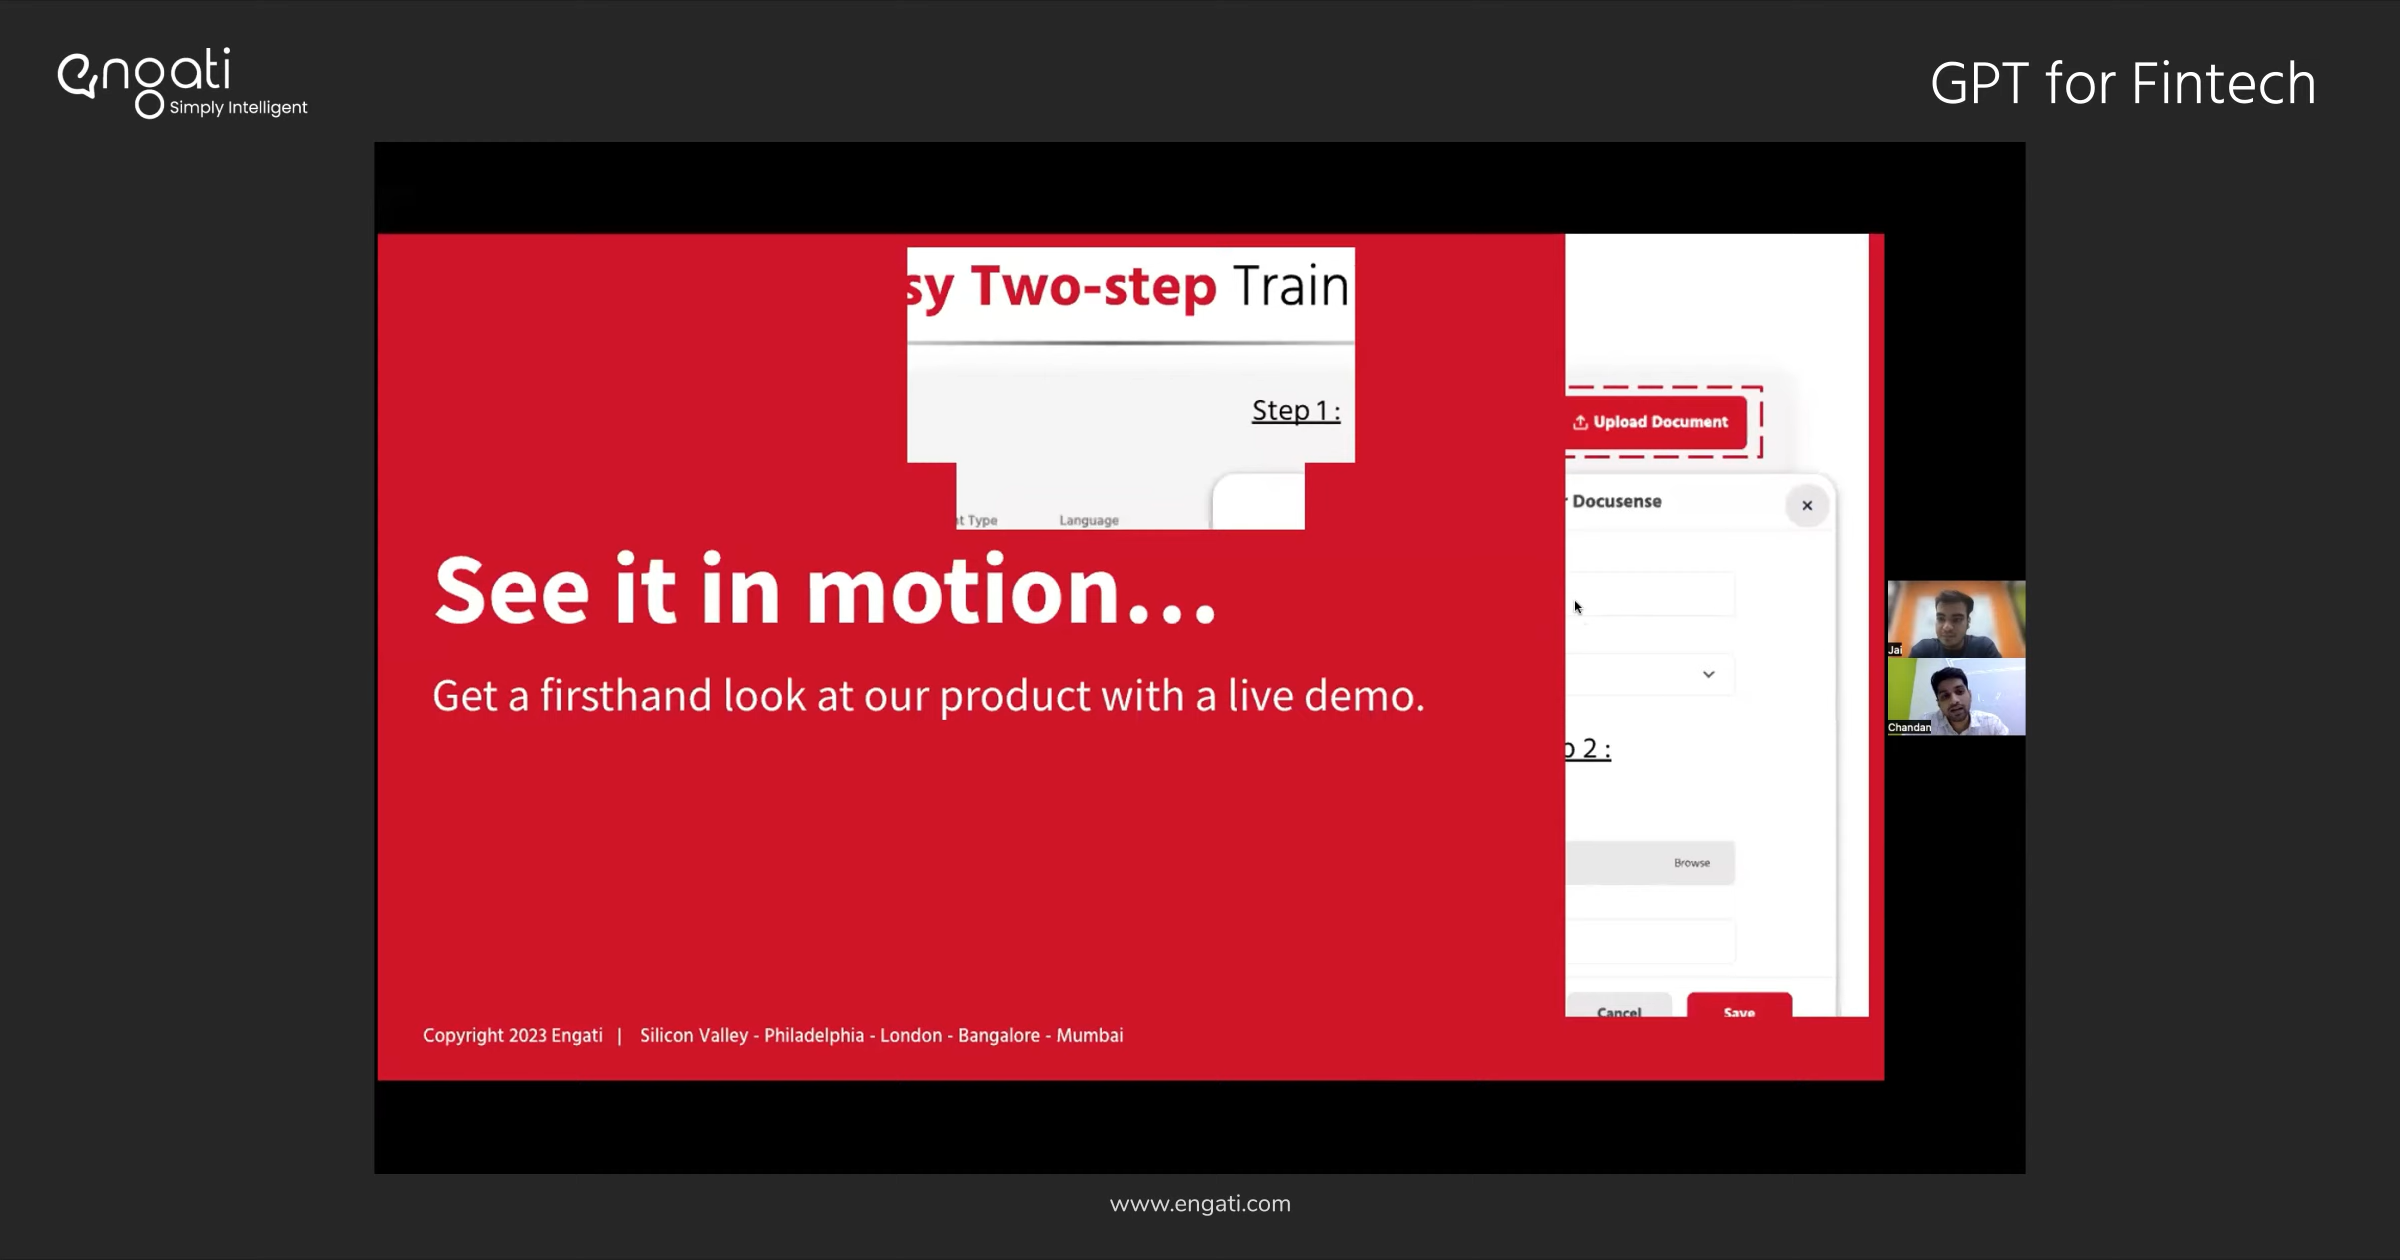 engati
Simply Intelligent
GPT for Fintech
Two-step Train
Step 1 :
Type
Language
Upload Document
Docusense
See it in motion...
Get a firsthand look at our product with a live demo.
2 :
Browse
Cancel
Save
Jai
Chandan
Copyright 2023 Engati | Silicon Valley - Philadelphia - London - Bangalore - Mumbai
www.engati.com